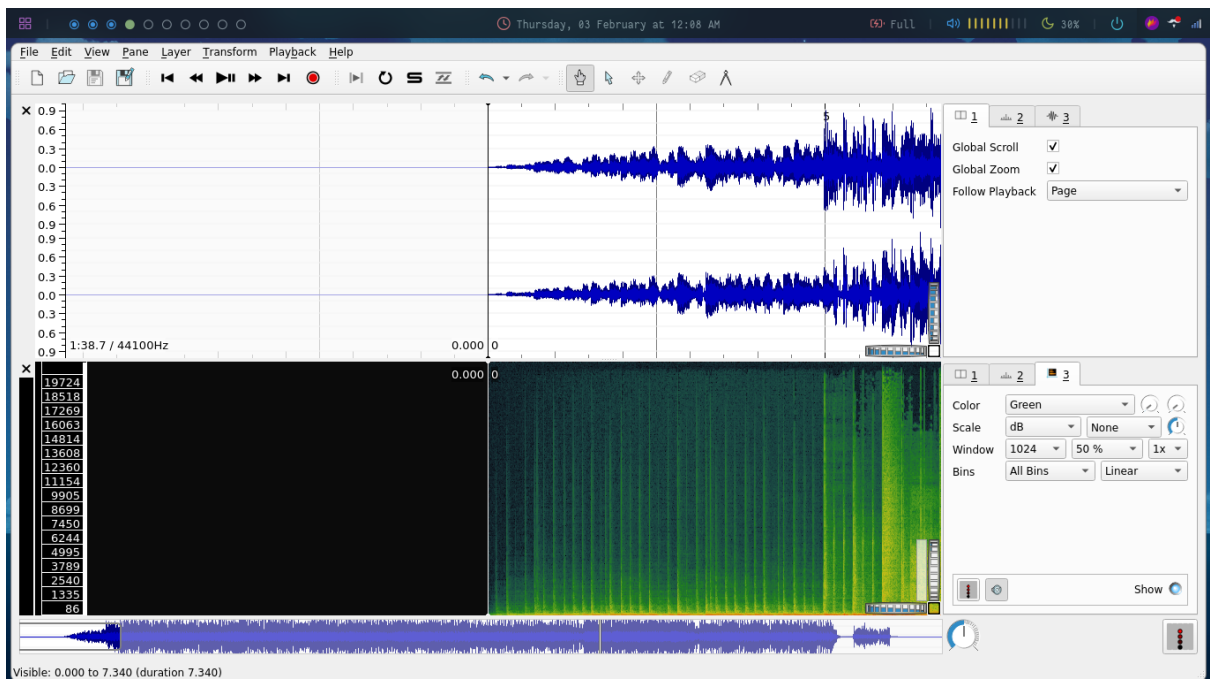 Thursday, 03 February at 12:08 AM Full 30%
File Edit View Pane Layer Transform Playback Help
0.9
0.6
0.3
0.0
0.3
0.6
0.9
0.9
0.6
0.3
0.0
0.3
0.6
0.9
5
1:38.7 / 44100Hz 0.000 0
1 2 3
Global Scroll
Global Zoom
Follow Playback Page
0.000 0
19724
18518
17269
16063
14814
13608
12360
11154
9905
8699
7450
6244
4995
3789
2540
1335
86
1 2 3
Color Green
Scale dB None
Window 1024 50 % 1x
Bins All Bins Linear
Show
Visible: 0.000 to 7.340 (duration 7.340)